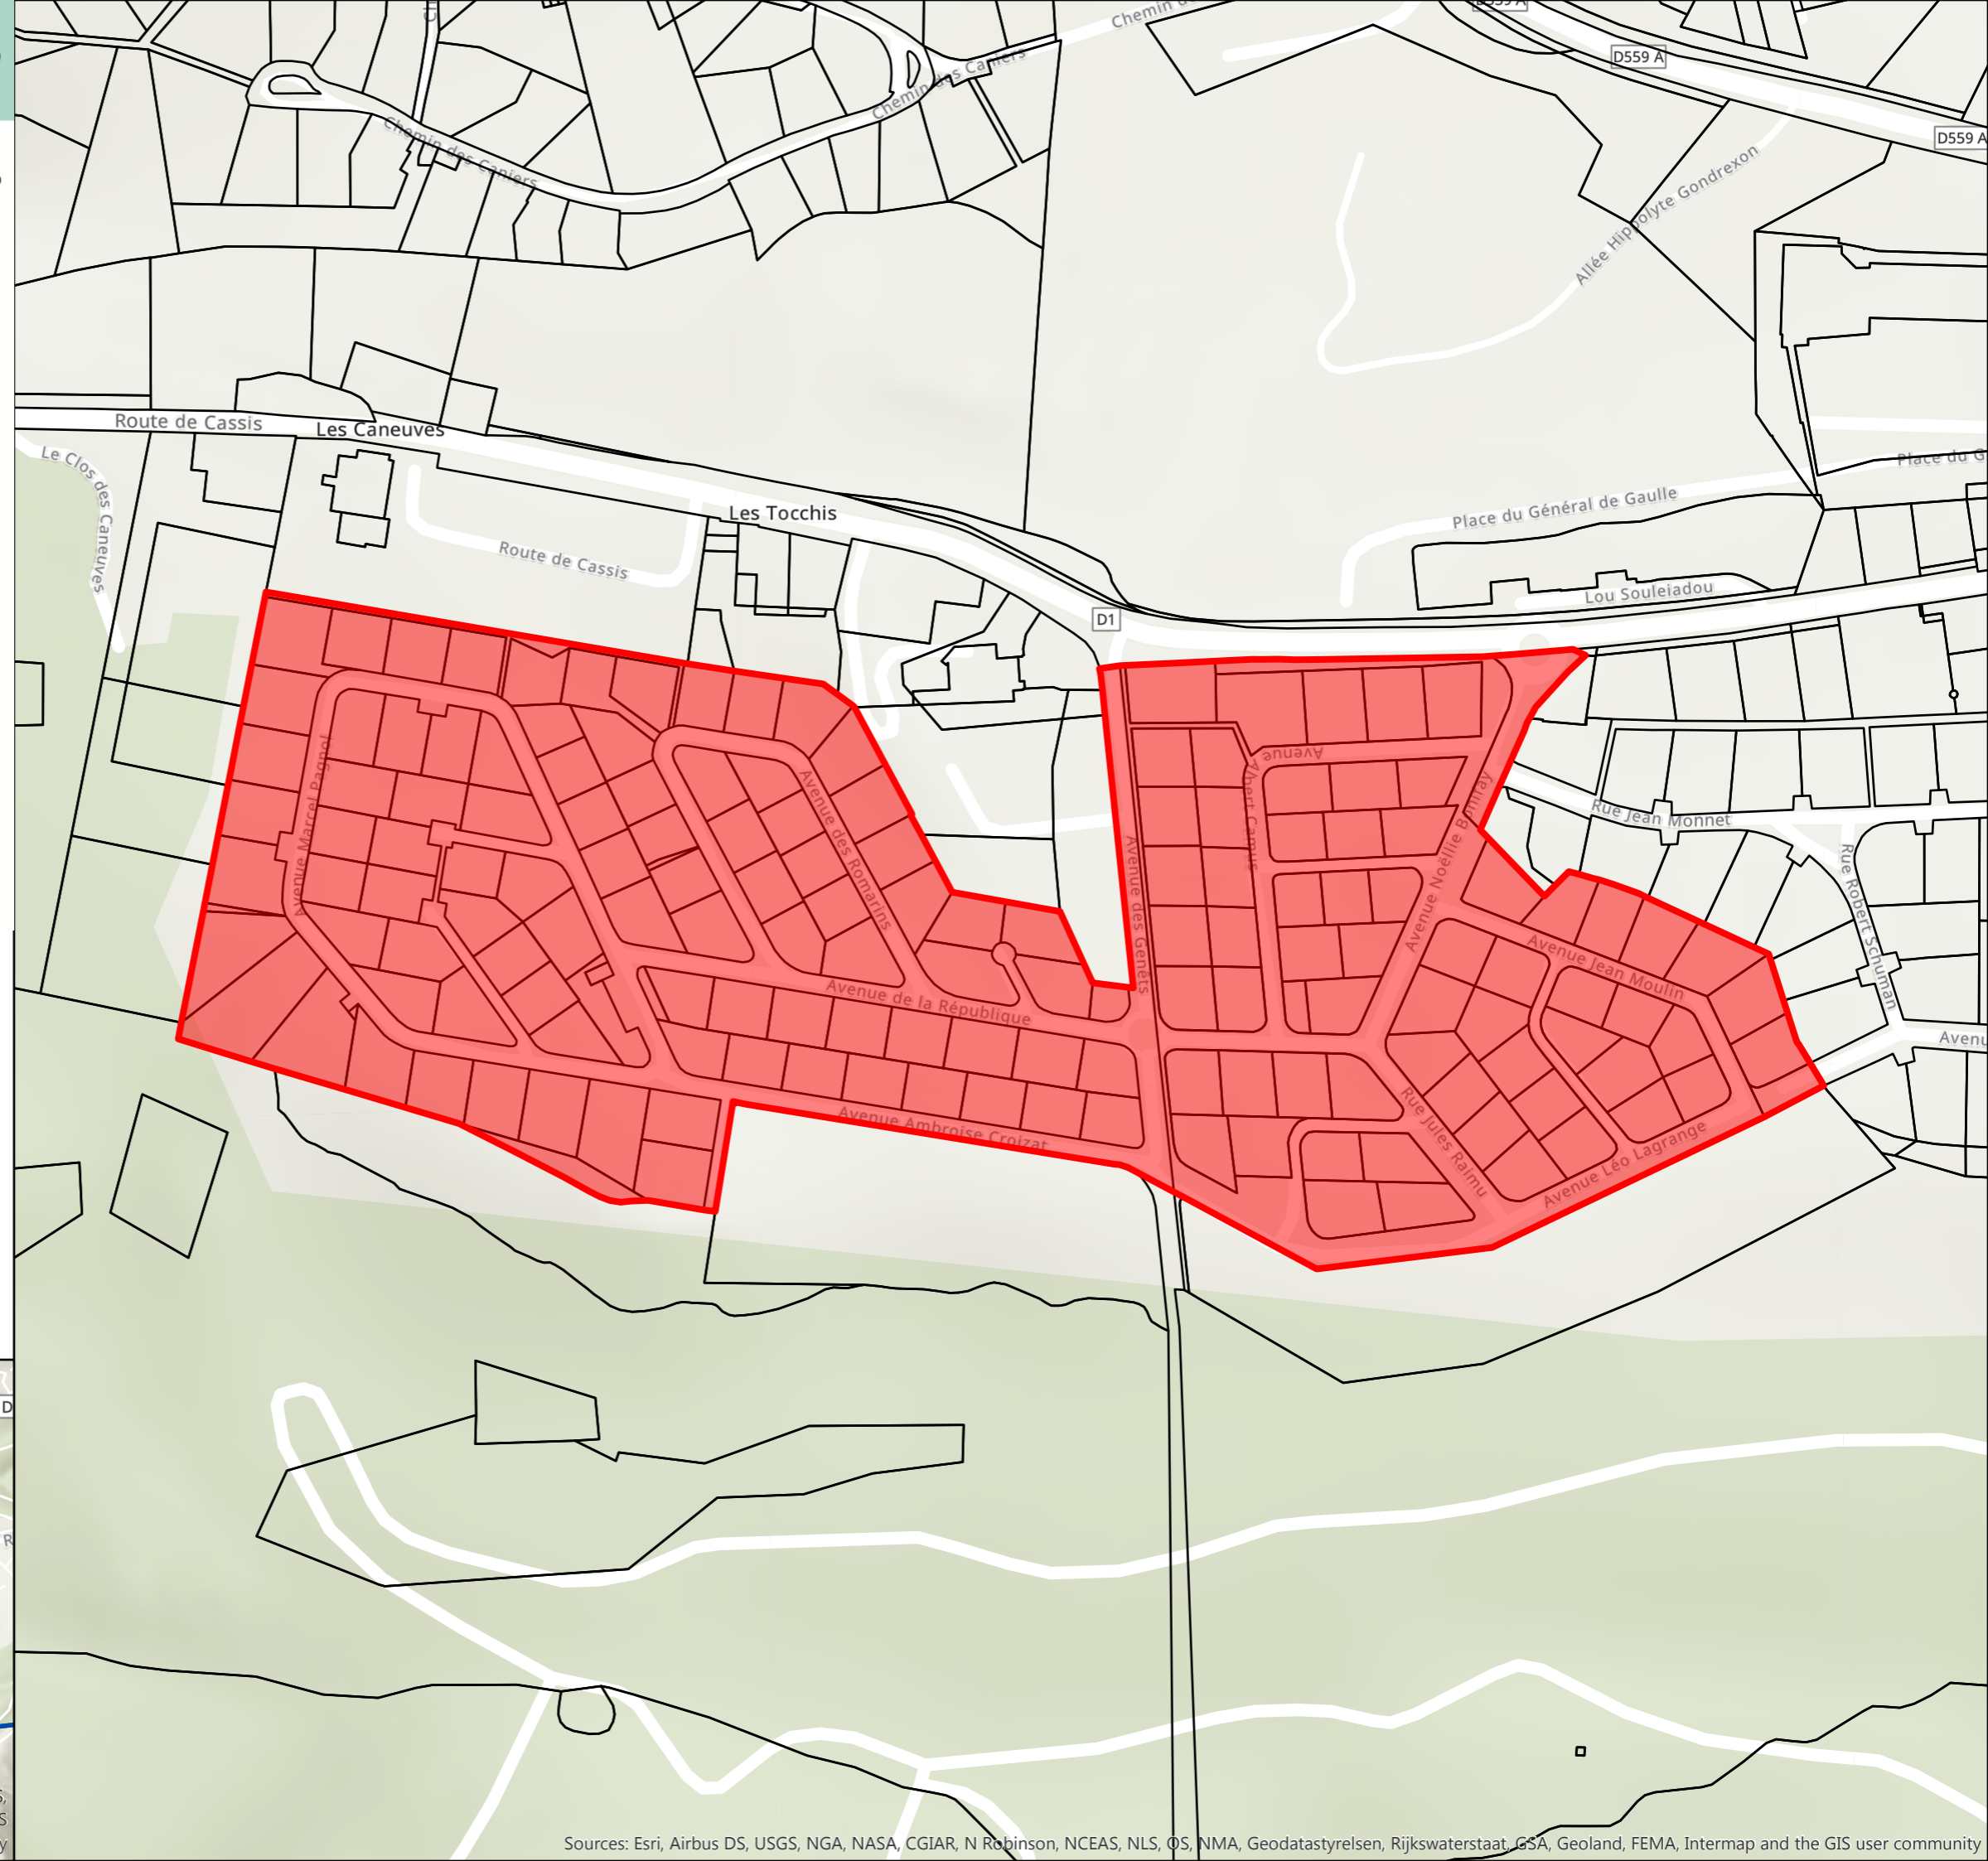 D559 A
Chemin des
Chemin des Caniers
D559 A
D559 A
Chemin des Caniers
Allée Hippolyte Gondrexon
Route de Cassis
Les Caneuves
Le Clos des Caneuves
Place du G
Place du Général de Gaulle
Les Tocchis
Route de Cassis
Lou Souleiadou
D1
Avenue
Albert Camus
Avenue Marcel Pagnol
Avenue des Romarins
Avenue Noëllie Bonnay
Rue Jean Monnet
Avenue des Genêts
Rue Robert Schuman
Avenue Jean Moulin
Avenue de la République
Avenu
Avenue Ambroise Croizat
Rue Jules Raimu
Avenue Léo Lagrange
D
R
S
y
Sources: Esri, Airbus DS, USGS, NGA, NASA, CGIAR, N Robinson, NCEAS, NLS, OS, NMA, Geodatastyrelsen, Rijkswaterstaat, GSA, Geoland, FEMA, Intermap and the GIS user community